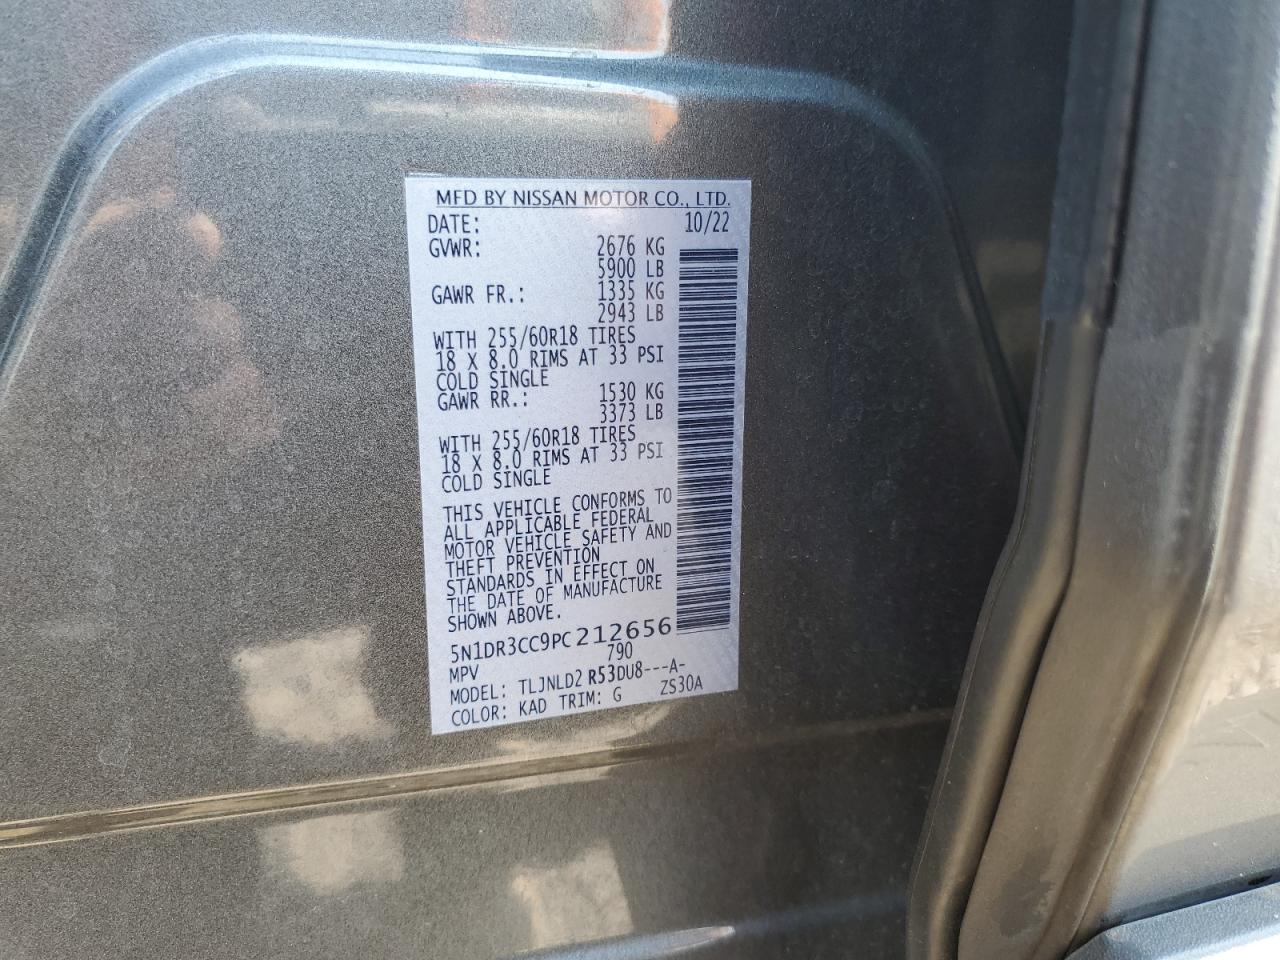 MFD BY NISSAN MOTOR CO., LTD.
DATE: 10/22
GVWR: 2676 KG
5900 LB
GAWR FR.: 1335 KG
2943 LB
WITH 255/60R18 TIRES
18 X 8.0 RIMS AT 33 PSI
COLD SINGLE
GAWR RR.: 1530 KG
3373 LB
WITH 255/60R18 TIRES
18 X 8.0 RIMS AT 33 PSI
COLD SINGLE
THIS VEHICLE CONFORMS TO
ALL APPLICABLE FEDERAL
MOTOR VEHICLE SAFETY AND
THEFT PREVENTION
STANDARDS IN EFFECT ON
THE DATE OF MANUFACTURE
SHOWN ABOVE.
5N1DR3CC9PC212656
MPV 790
MODEL: TLJNLD2 R53DU8---A-
COLOR: KAD TRIM: G ZS30A